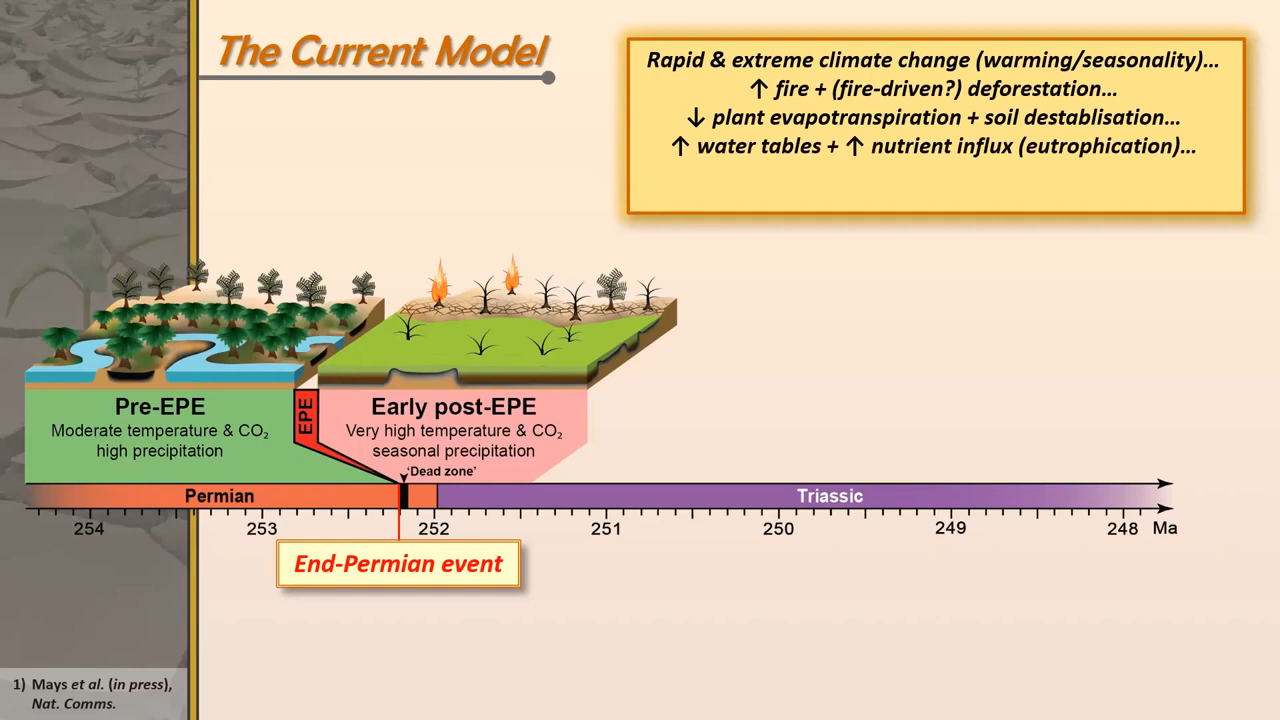 The Current Model
Rapid & extreme climate change (warming/seasonality)...
↑ fire + (fire-driven?) deforestation...
↓ plant evapotranspiration + soil destablisation...
↑ water tables + ↑ nutrient influx (eutrophication)...
Pre-EPE
Moderate temperature & CO₂
high precipitation
EPE
Early post-EPE
Very high temperature & CO₂
seasonal precipitation
'Dead zone'
Permian
Triassic
254 253 252 251 250 249 248 Ma
End-Permian event
1) Mays et al. (in press),
Nat. Comms.